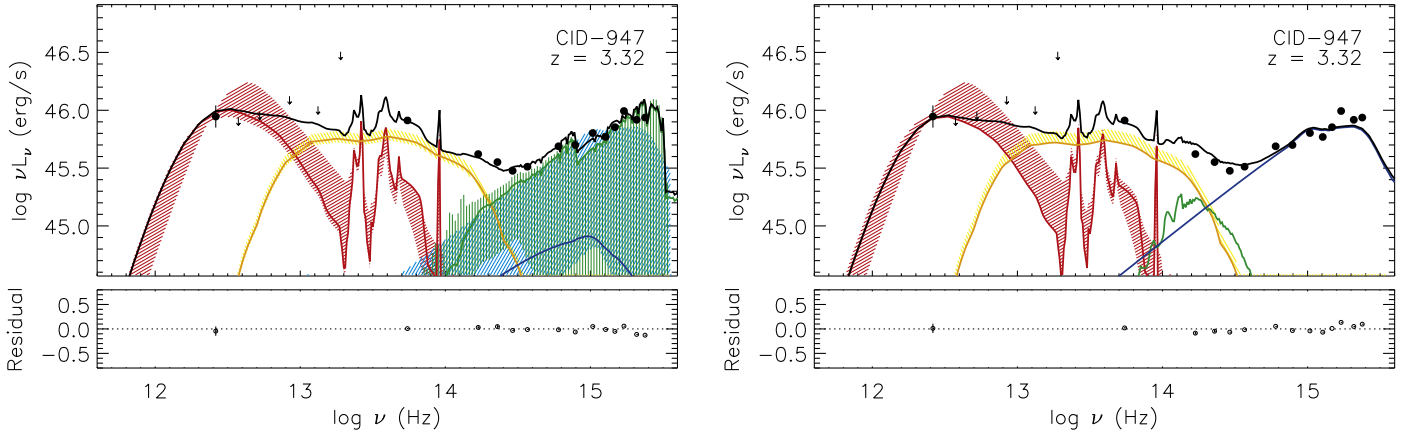 CID−947
z = 3.32
log νLν (erg/s)
46.5
46.0
45.5
45.0
Residual
0.5
0.0
−0.5
12 13 14 15
log ν (Hz)
CID−947
z = 3.32
log νLν (erg/s)
46.5
46.0
45.5
45.0
Residual
0.5
0.0
−0.5
12 13 14 15
log ν (Hz)